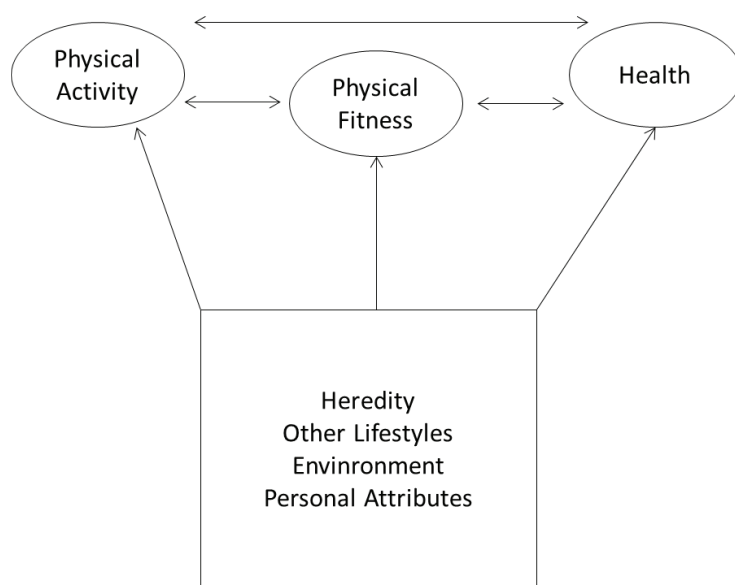 Physical
Activity
Physical
Fitness
Health
Heredity
Other Lifestyles
Envinronment
Personal Attributes